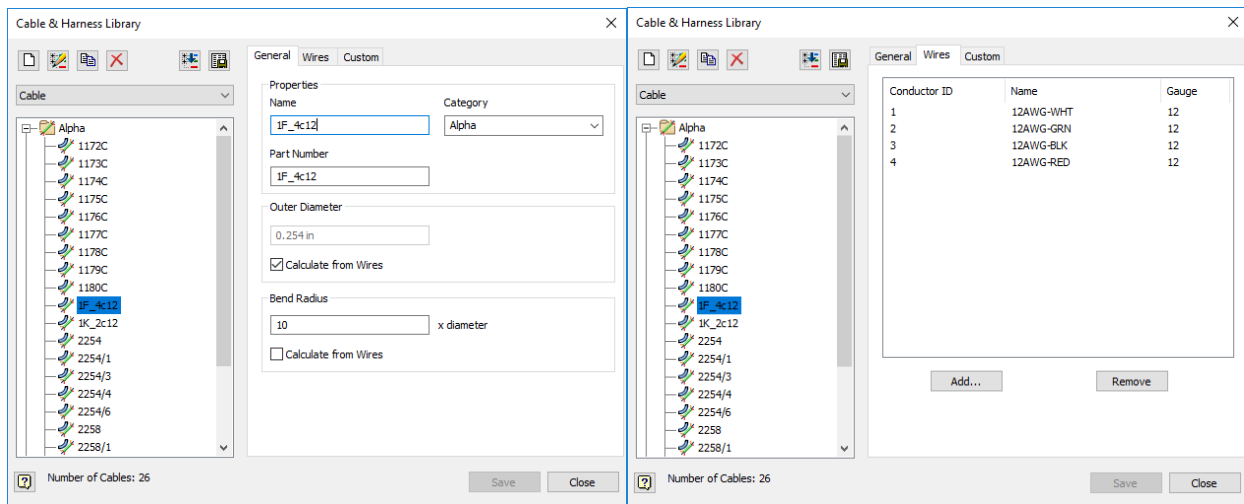 Cable & Harness Library
General Wires Custom
Cable
Alpha
1172C
1173C
1174C
1175C
1176C
1177C
1178C
1179C
1180C
1F_4c12
1K_2c12
2254
2254/1
2254/3
2254/4
2254/6
2258
2258/1
Properties
Name Category
1F_4c12 Alpha
Part Number
1F_4c12
Outer Diameter
0.254 in
Calculate from Wires
Bend Radius
10 x diameter
Calculate from Wires
Number of Cables: 26
Save Close
Cable & Harness Library
General Wires Custom
Cable
Alpha
1172C
1173C
1174C
1175C
1176C
1177C
1178C
1179C
1180C
1F_4c12
1K_2c12
2254
2254/1
2254/3
2254/4
2254/6
2258
2258/1
Conductor ID Name Gauge
1 12AWG-WHT 12
2 12AWG-GRN 12
3 12AWG-BLK 12
4 12AWG-RED 12
Add... Remove
Number of Cables: 26
Save Close